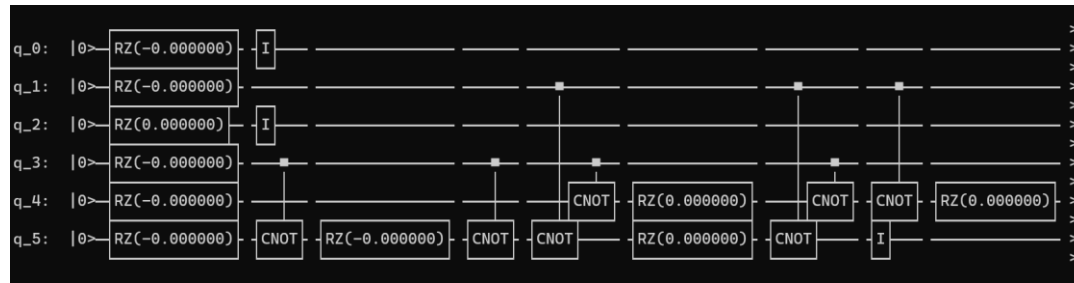 q_0: |0> RZ(-0.000000) I >
q_1: |0> RZ(-0.000000) >
q_2: |0> RZ(0.000000) I >
q_3: |0> RZ(-0.000000) >
q_4: |0> RZ(-0.000000) CNOT RZ(0.000000) CNOT CNOT RZ(0.000000) >
q_5: |0> RZ(-0.000000) CNOT RZ(-0.000000) CNOT CNOT RZ(0.000000) CNOT I >